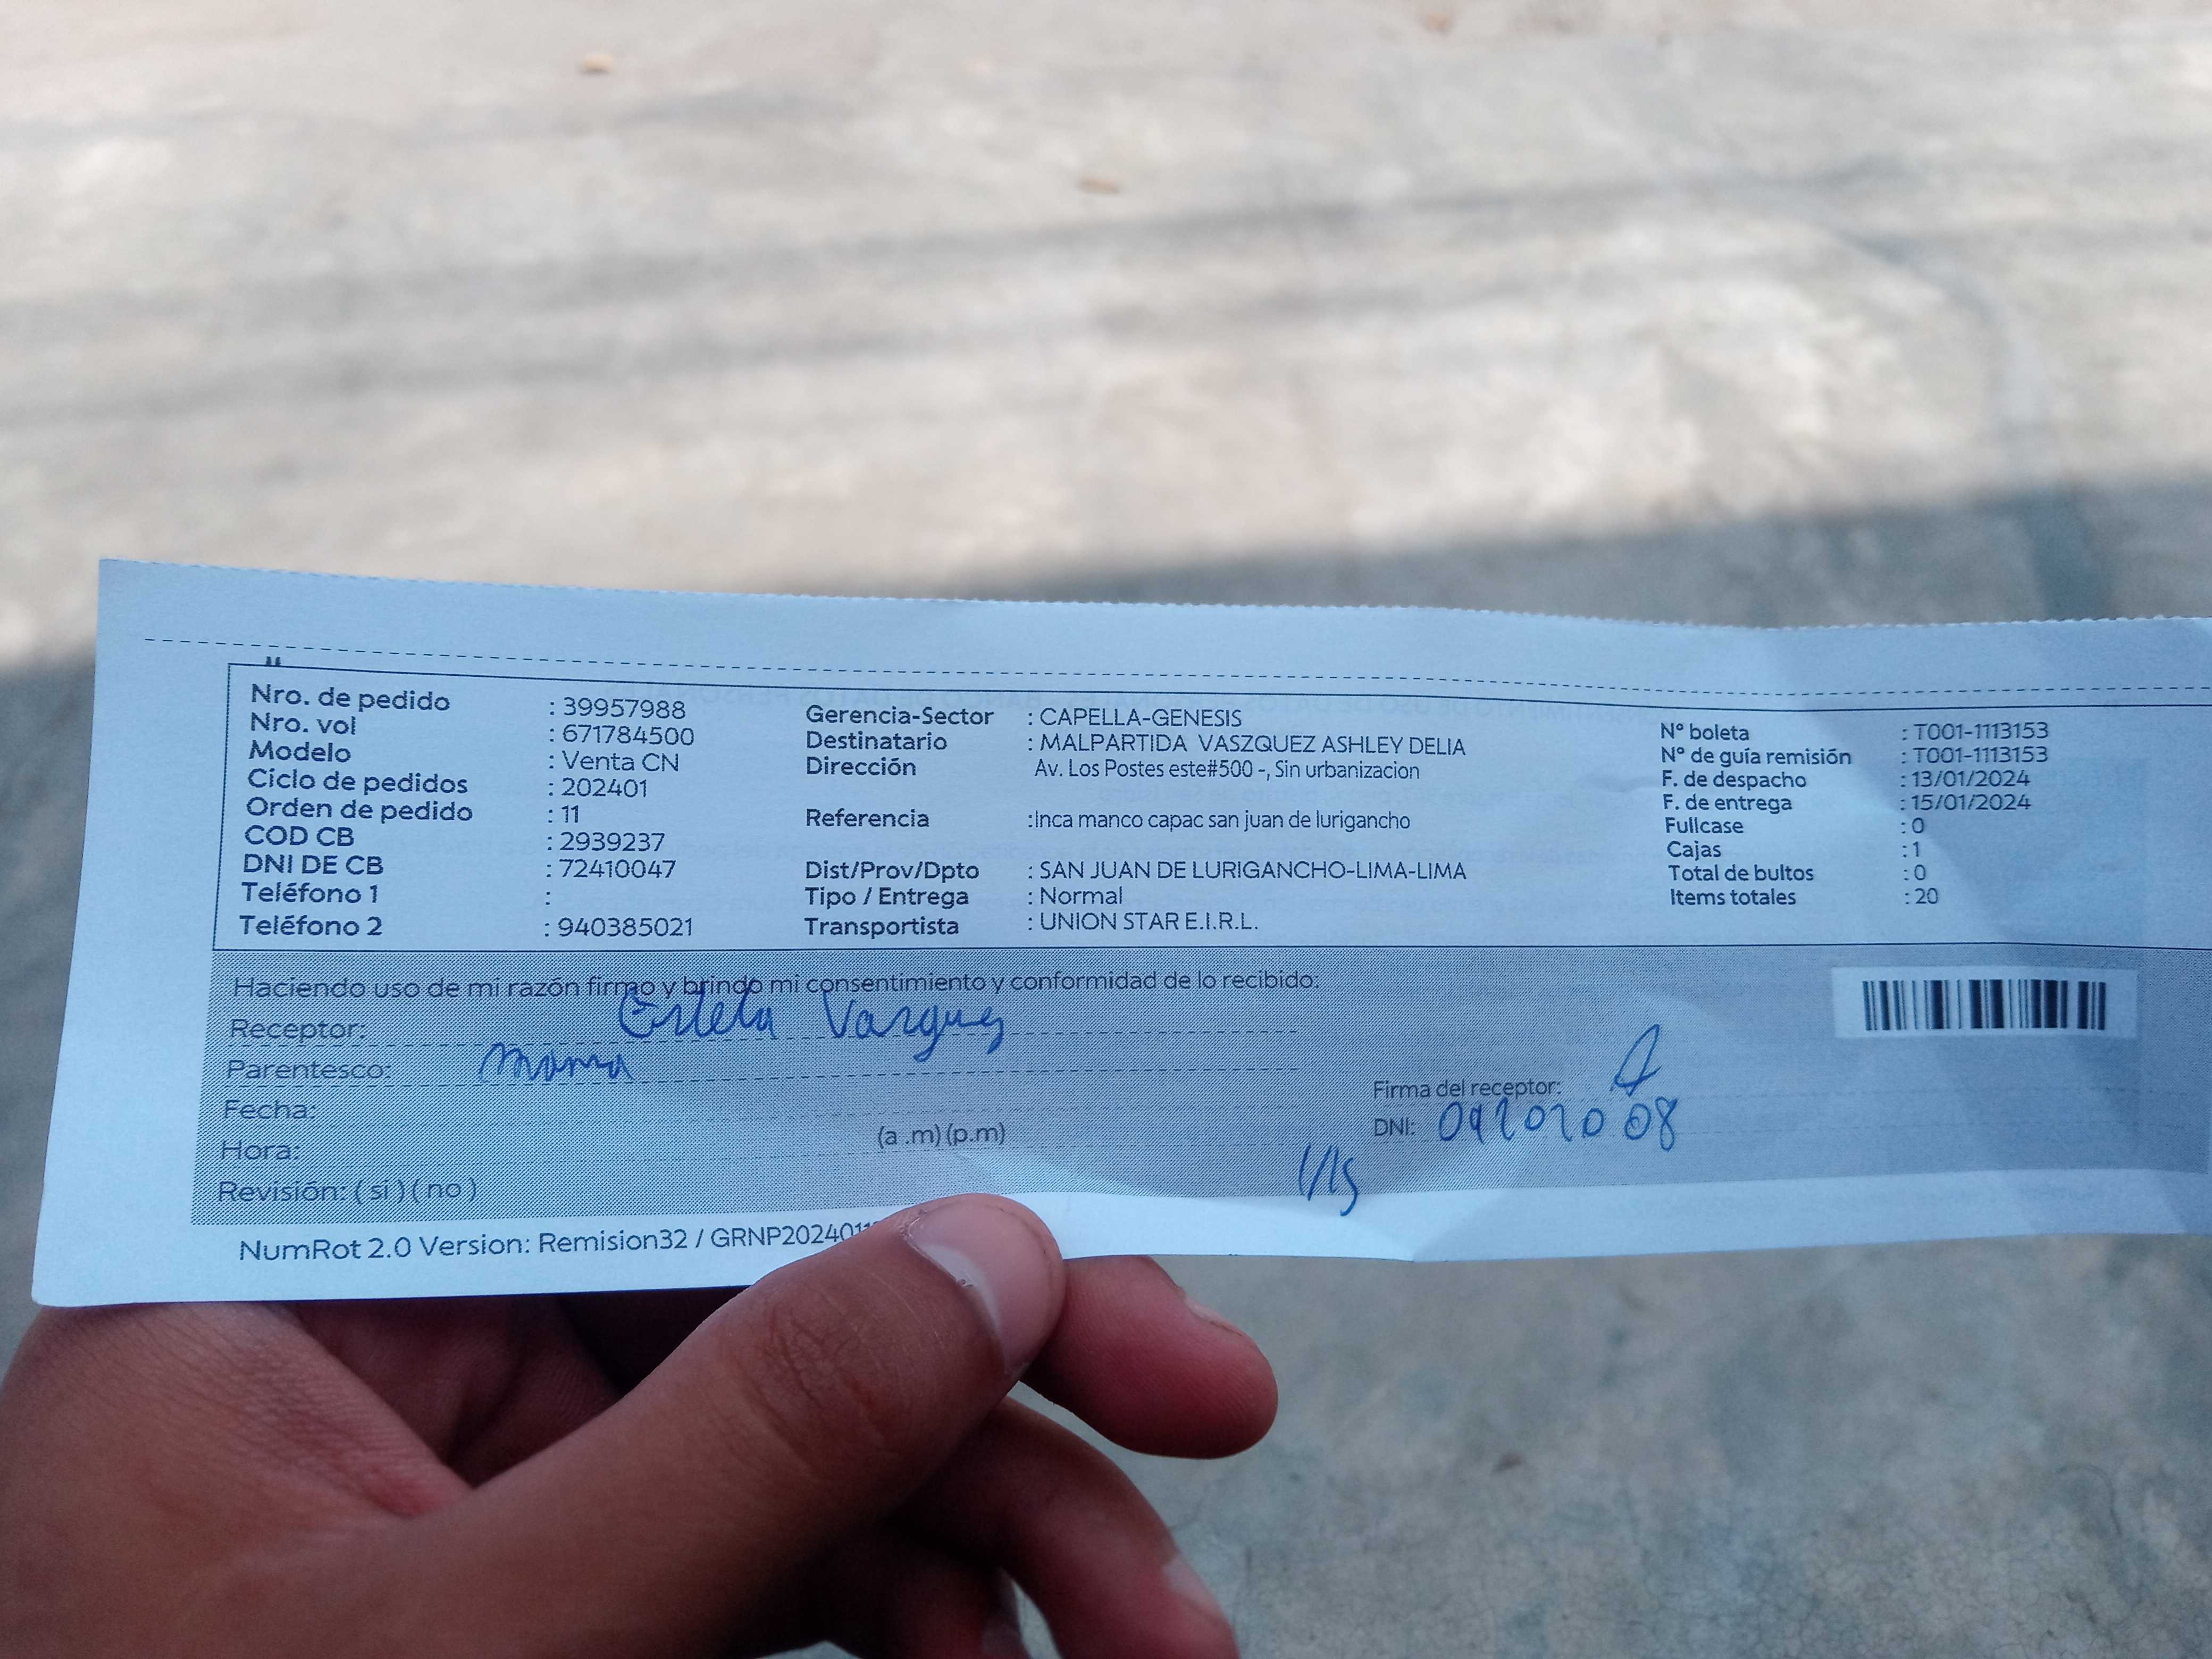 Nro. de pedido : 39957988
Nro. vol : 671784500
Modelo : Venta CN
Ciclo de pedidos : 202401
Orden de pedido : 11
COD CB : 2939237
DNI DE CB : 72410047
Teléfono 1 :
Teléfono 2 : 940385021
Gerencia-Sector : CAPELLA-GENESIS
Destinatario : MALPARTIDA VASZQUEZ ASHLEY DELIA
Dirección Av. Los Postes este#500 -, Sin urbanizacion
Referencia :Inca manco capac san juan de lurigancho
Dist/Prov/Dpto : SAN JUAN DE LURIGANCHO-LIMA-LIMA
Tipo / Entrega : Normal
Transportista : UNION STAR E.I.R.L.
Nº boleta : T001-1113153
Nº de guía remisión : T001-1113153
F. de despacho : 13/01/2024
F. de entrega : 15/01/2024
Fullcase : 0
Cajas : 1
Total de bultos : 0
Items totales : 20
Haciendo uso de mi razón firmo y brindo mi consentimiento y conformidad de lo recibido:
Receptor: Estela Vazquez
Parentesco: mama
Fecha:
Hora: (a .m) (p.m)
Revisión: ( si ) ( no )
Firma del receptor:
DNI:
NumRot 2.0 Version: Remision32 /